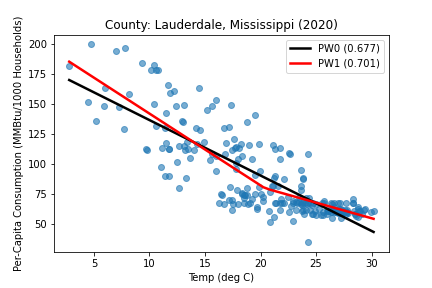 County: Lauderdale, Mississippi (2020)
PW0 (0.677)
PW1 (0.701)
Per-Capita Consumption (MMBtu/1000 Households)
200
175
150
125
100
75
50
5 10 15 20 25 30
Temp (deg C)